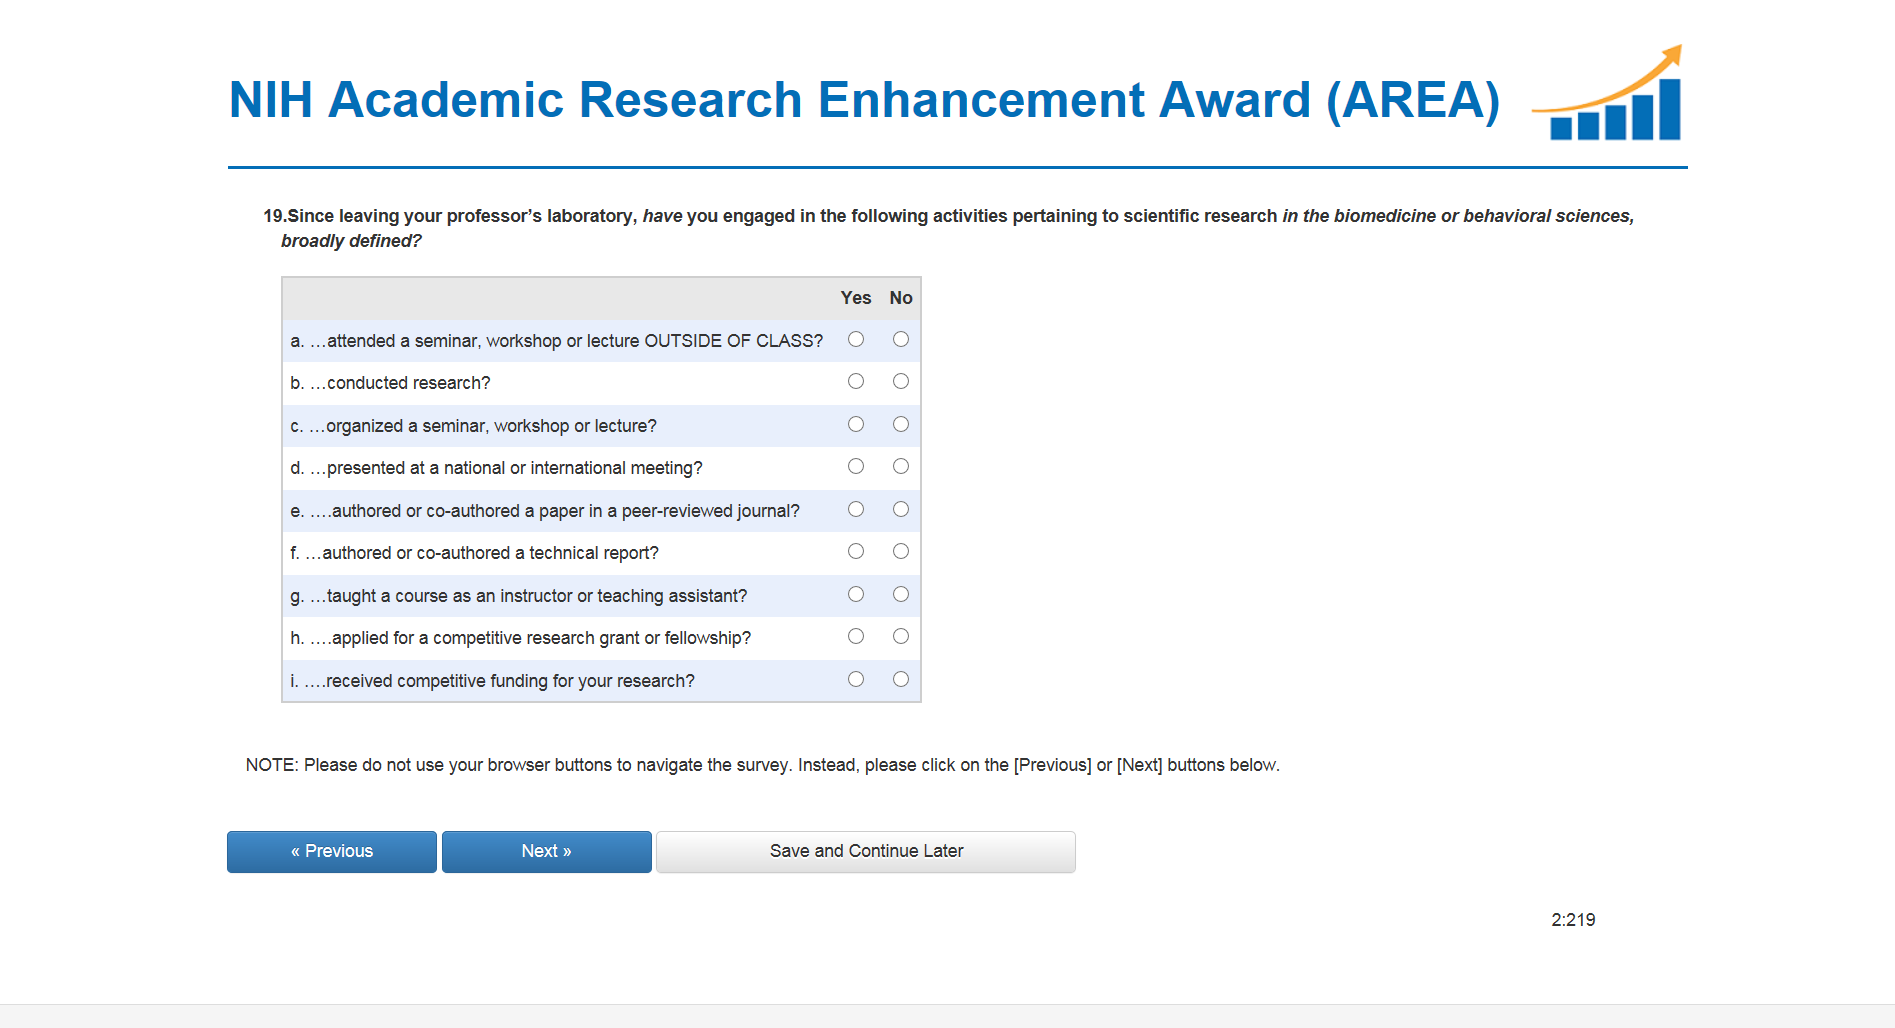 NIH Academic Research Enhancement Award (AREA)
19.Since leaving your professor’s laboratory, have you engaged in the following activities pertaining to scientific research in the biomedicine or behavioral sciences,
broadly defined?
Yes No
a. …attended a seminar, workshop or lecture OUTSIDE OF CLASS?
b. …conducted research?
c. …organized a seminar, workshop or lecture?
d. …presented at a national or international meeting?
e. ….authored or co-authored a paper in a peer-reviewed journal?
f. …authored or co-authored a technical report?
g. …taught a course as an instructor or teaching assistant?
h. ….applied for a competitive research grant or fellowship?
i. ….received competitive funding for your research?
NOTE: Please do not use your browser buttons to navigate the survey. Instead, please click on the [Previous] or [Next] buttons below.
« Previous Next » Save and Continue Later
2:219